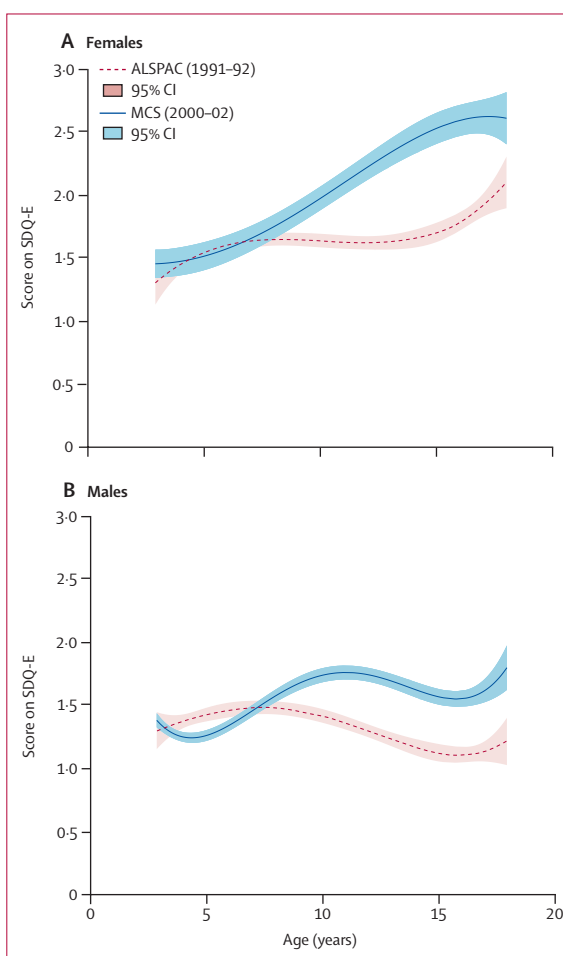 A Females
3·0
ALSPAC (1991–92)
95% CI
MCS (2000–02)
95% CI
2·5
2·0
1·5
1·0
0·5
0
Score on SDQ-E
B Males
3·0
2·5
2·0
1·5
1·0
0·5
0
Score on SDQ-E
0 5 10 15 20
Age (years)